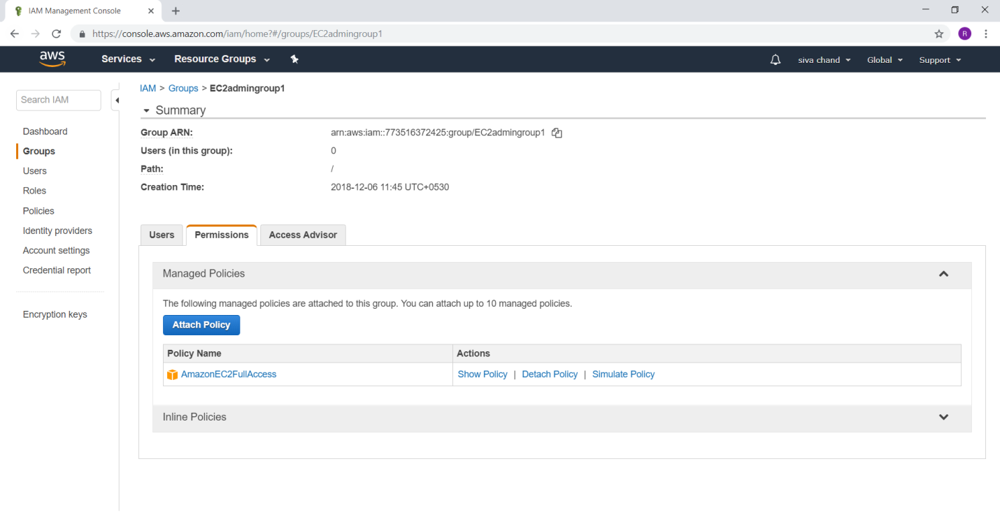 IAM Management Console
https://console.aws.amazon.com/iam/home?#/groups/EC2admingroup1
R
aws Services Resource Groups siva chand Global Support
Search IAM
Dashboard
Groups
Users
Roles
Policies
Identity providers
Account settings
Credential report
Encryption keys
IAM > Groups > EC2admingroup1
Summary
Group ARN: arn:aws:iam::773516372425:group/EC2admingroup1
Users (in this group): 0
Path: /
Creation Time: 2018-12-06 11:45 UTC+0530
Users Permissions Access Advisor
Managed Policies
The following managed policies are attached to this group. You can attach up to 10 managed policies.
Attach Policy
Policy Name Actions
AmazonEC2FullAccess Show Policy | Detach Policy | Simulate Policy
Inline Policies